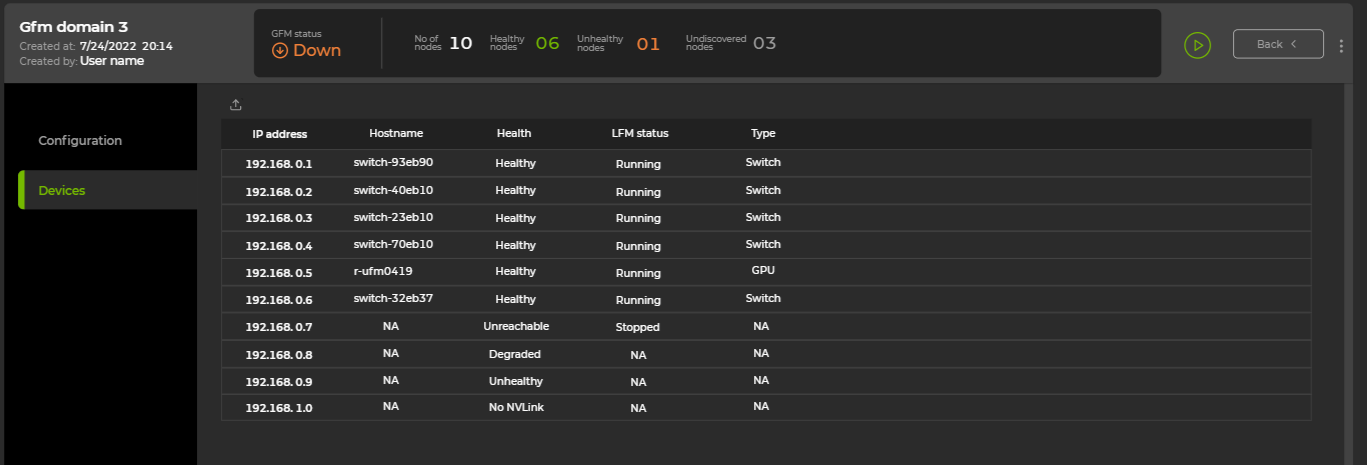 Gfm domain 3
Created at: 7/24/2022 20:14
Created by: User name
GFM status
Down
No of nodes 10
Healthy nodes 06
Unhealthy nodes 01
Undiscovered nodes 03
Back
Configuration
Devices
IP address Hostname Health LFM status Type
192.168. 0.1 switch-93eb90 Healthy Running Switch
192.168. 0.2 switch-40eb10 Healthy Running Switch
192.168. 0.3 switch-23eb10 Healthy Running Switch
192.168. 0.4 switch-70eb10 Healthy Running Switch
192.168. 0.5 r-ufm0419 Healthy Running GPU
192.168. 0.6 switch-32eb37 Healthy Running Switch
192.168. 0.7 NA Unreachable Stopped NA
192.168. 0.8 NA Degraded NA NA
192.168. 0.9 NA Unhealthy NA NA
192.168. 1.0 NA No NVLink NA NA